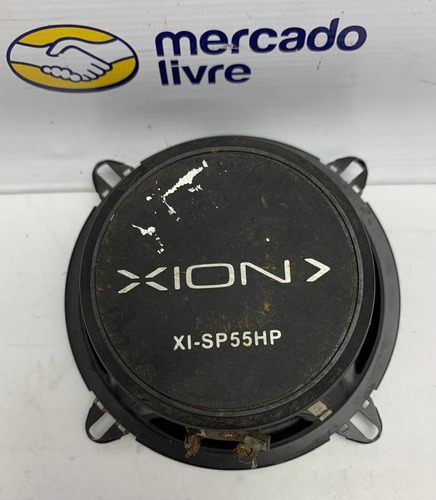 mercado
livre
XION
XI-SP55HP